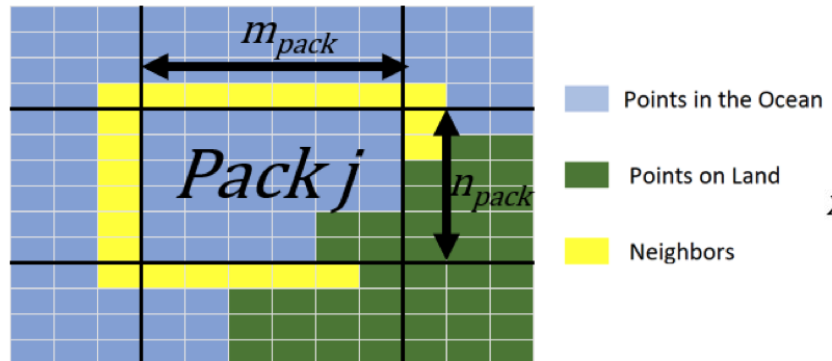 m_pack
Points in the Ocean
Pack j
n_pack
Points on Land
Neighbors